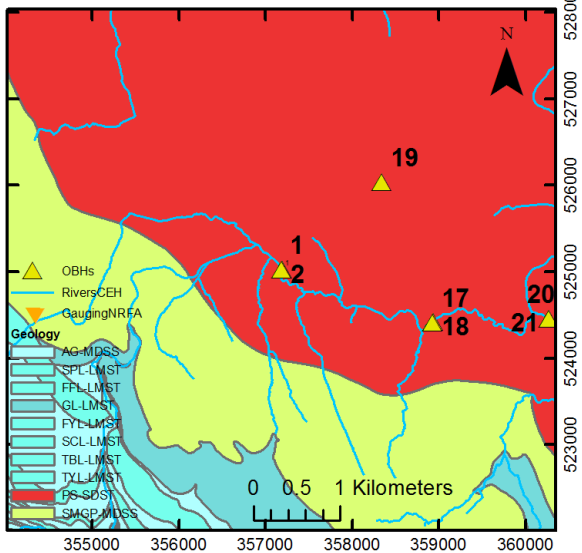 N
528000
527000
526000
525000
524000
523000
19
1
2
17
18
20
21
OBHs
RiversCEH
GaugingNRFA
Geology
AG-MDSS
SPL-LMST
FFL-LMST
GL-LMST
FYL-LMST
SCL-LMST
TBL-LMST
TYL-LMST
PS-SDST
SMGP-MDSS
0 0.5 1 Kilometers
355000 356000 357000 358000 359000 360000